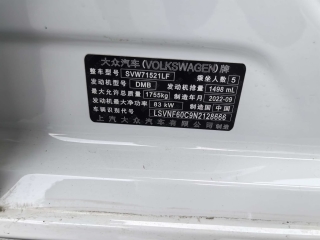 大众汽车(VOLKSWAGEN)牌
整车型号 SVW71521LF 乘坐人数 5
发动机型号 DMB 发动机排量 1498 mL
最大允许总质量 1755kg 制造年月 2022-09
发动机最大净功率 83 kW 制造国 中国
车辆识别代号 LSVNF60C9N2128666
上汽大众汽车有限公司 制造